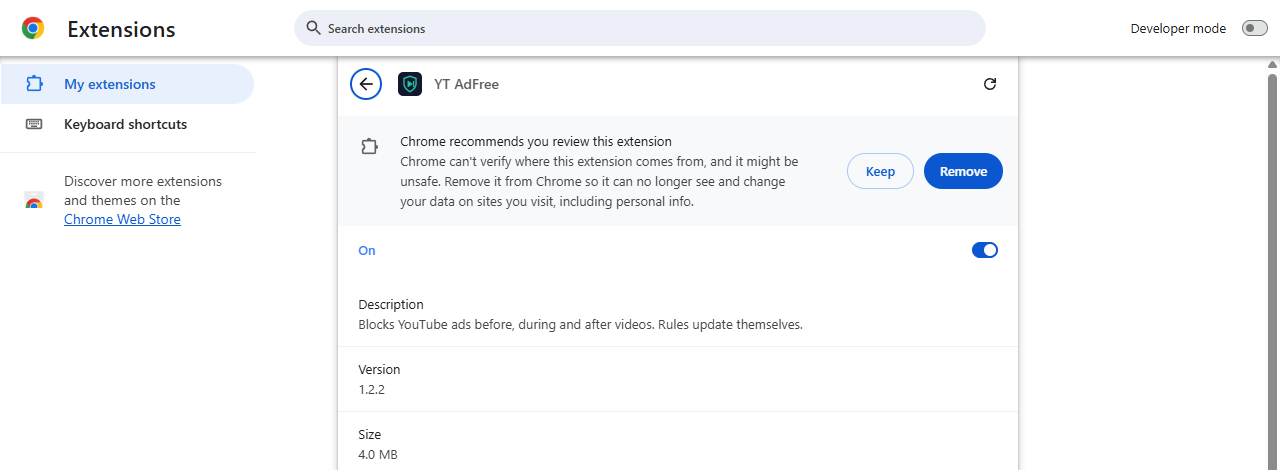 Extensions
Search extensions
Developer mode
My extensions
Keyboard shortcuts
Discover more extensions
and themes on the
Chrome Web Store
YT AdFree
Chrome recommends you review this extension
Chrome can't verify where this extension comes from, and it might be
unsafe. Remove it from Chrome so it can no longer see and change
your data on sites you visit, including personal info.
Keep
Remove
On
Description
Blocks YouTube ads before, during and after videos. Rules update themselves.
Version
1.2.2
Size
4.0 MB